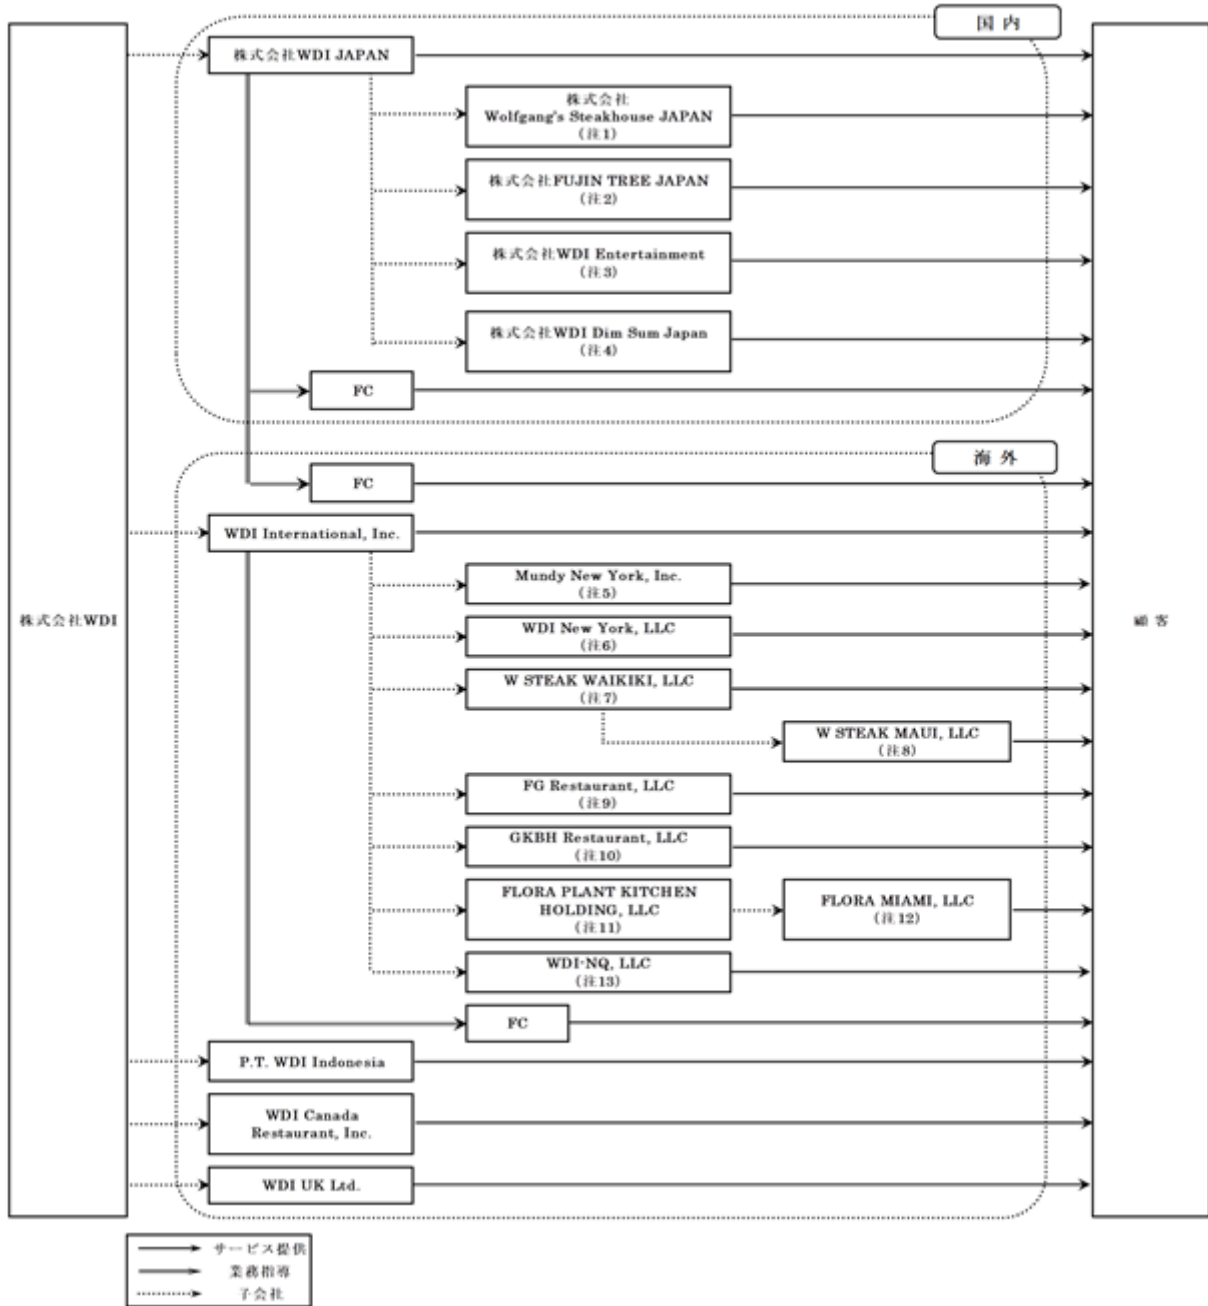 国内
株式会社WDI JAPAN
株式会社
Wolfgang's Steakhouse JAPAN
(注1)
株式会社FUJIN TREE JAPAN
(注2)
株式会社WDI Entertainment
(注3)
株式会社WDI Dim Sum Japan
(注4)
FC
海外
FC
WDI International, Inc.
Mundy New York, Inc.
(注5)
株式会社WDI
WDI New York, LLC
(注6)
顧客
W STEAK WAIKIKI, LLC
(注7)
W STEAK MAUI, LLC
(注8)
FG Restaurant, LLC
(注9)
GKBH Restaurant, LLC
(注10)
FLORA PLANT KITCHEN
HOLDING, LLC
(注11)
FLORA MIAMI, LLC
(注12)
WDI-NQ, LLC
(注13)
FC
P.T. WDI Indonesia
WDI Canada
Restaurant, Inc.
WDI UK Ltd.
サービス提供
業務指導
子会社